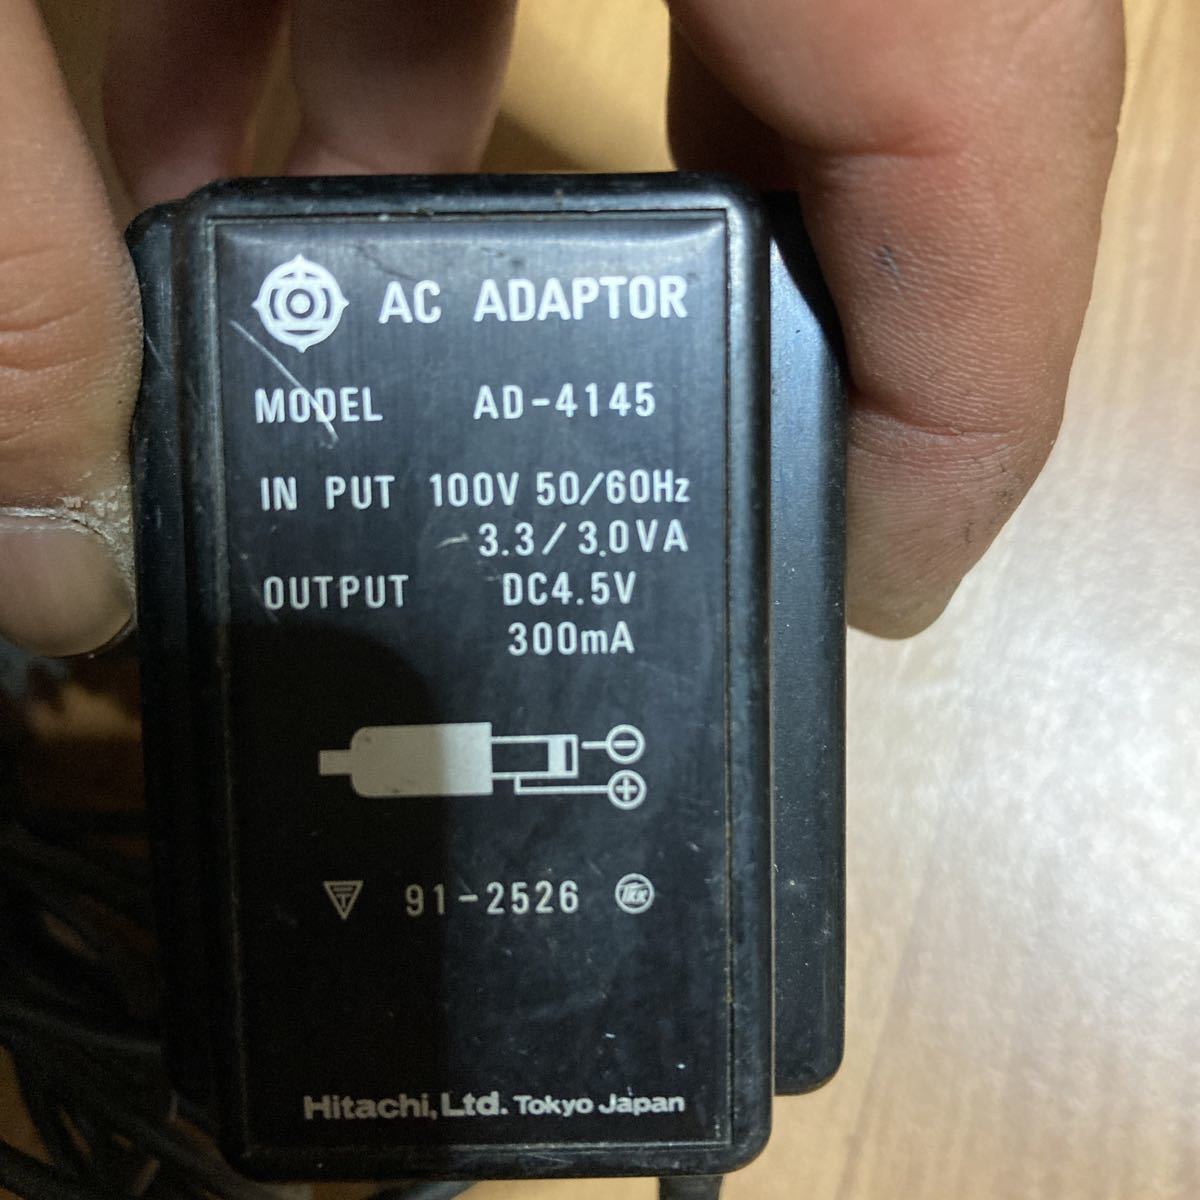 AC ADAPTOR
MODEL AD-4145
IN PUT 100V 50/60Hz
3.3/3.0VA
OUTPUT DC4.5V
300mA
⊖
⊕
T 91-2526 TKK
Hitachi, Ltd. Tokyo Japan